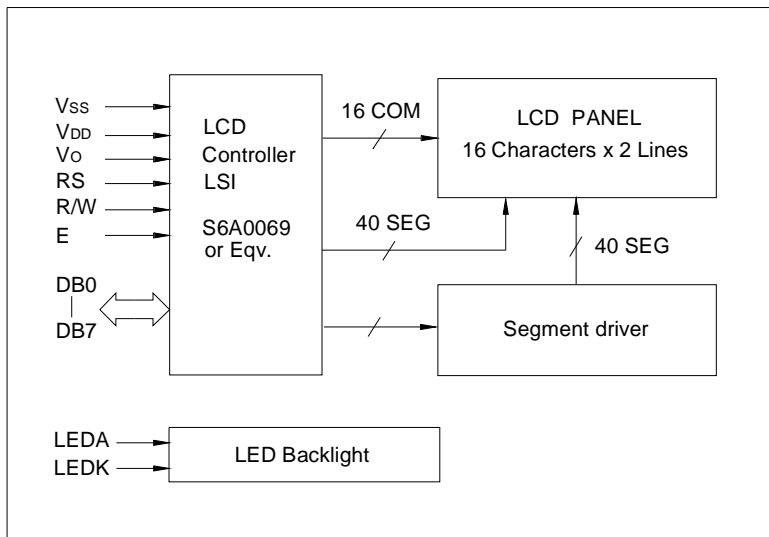 VSS
VDD
VO
RS
R/W
E
DB0
DB7
LCD
Controller
LSI
S6A0069
or Eqv.
16 COM
40 SEG
LCD PANEL
16 Characters x 2 Lines
40 SEG
Segment driver
LEDA
LEDK
LED Backlight